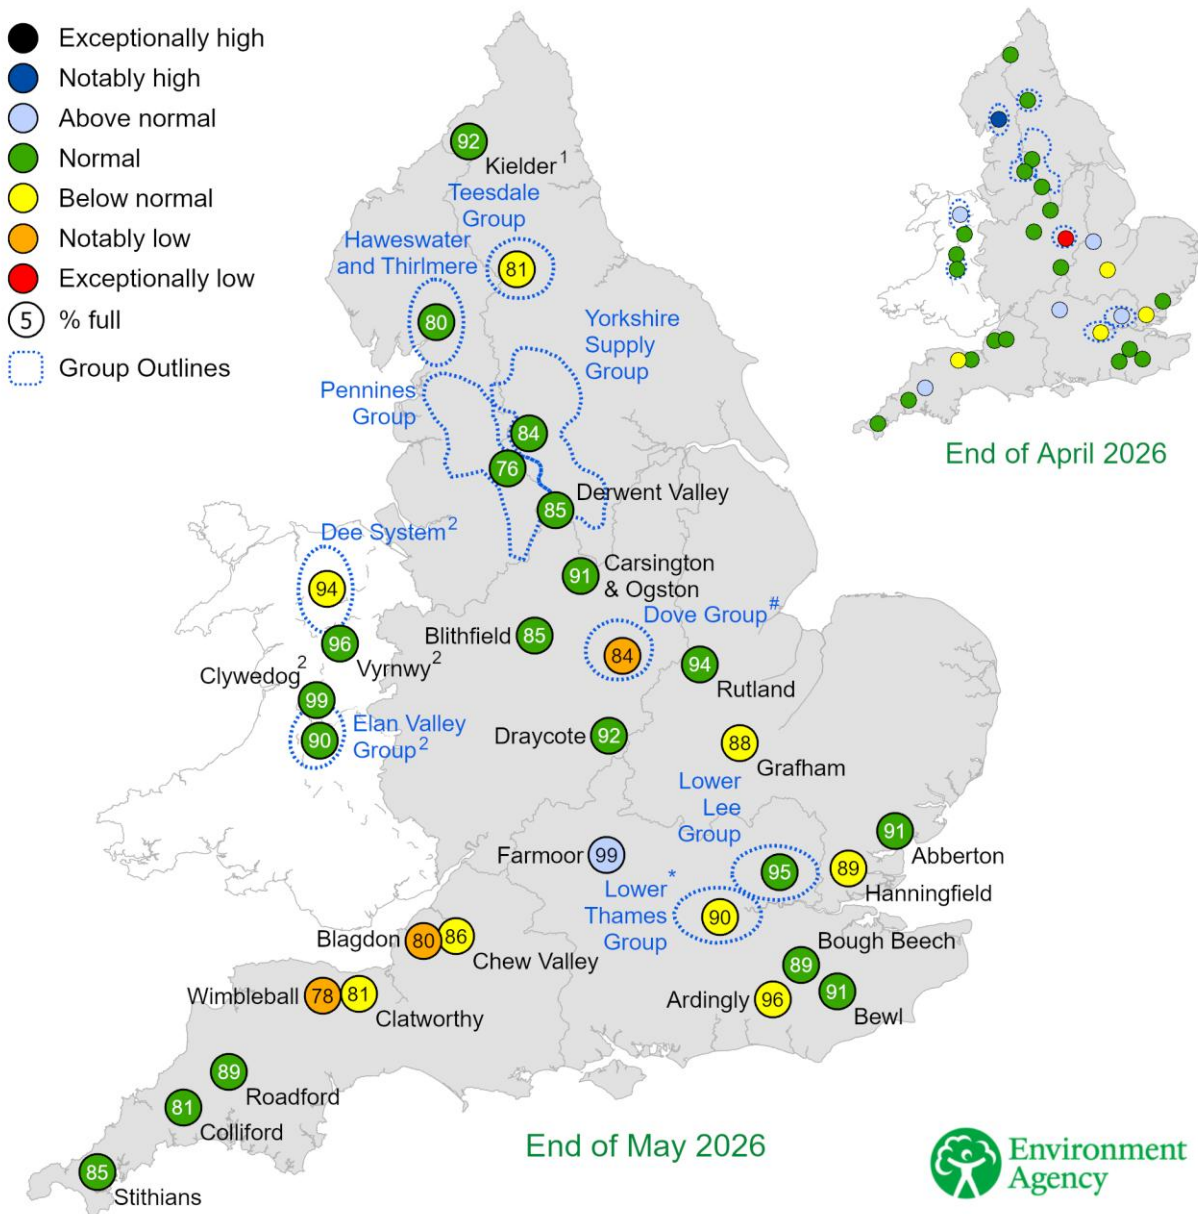 Exceptionally high
Notably high
Above normal
Normal
Below normal
Notably low
Exceptionally low
5 % full
Group Outlines
92
Kielder¹
Teesdale
Group
81
Haweswater
and Thirlmere
80
Yorkshire
Supply
Group
Pennines
Group
84
76
Derwent Valley
85
Dee System²
94
91
Carsington
& Ogston
Dove Group#
84
Blithfield
85
96
Vyrnwy²
94
Rutland
Clywedog²
99
90
Elan Valley
Group²
Draycote
92
88
Grafham
Lower
Lee
Group
95
91
Abberton
Farmoor
99
89
Hanningfield
Lower*
Thames
Group
90
Blagdon
80
86
Chew Valley
Bough Beech
89
Wimbleball
78
81
Clatworthy
Ardingly
96
91
Bewl
89
Roadford
81
Colliford
85
Stithians
End of May 2026
End of April 2026
Environment
Agency